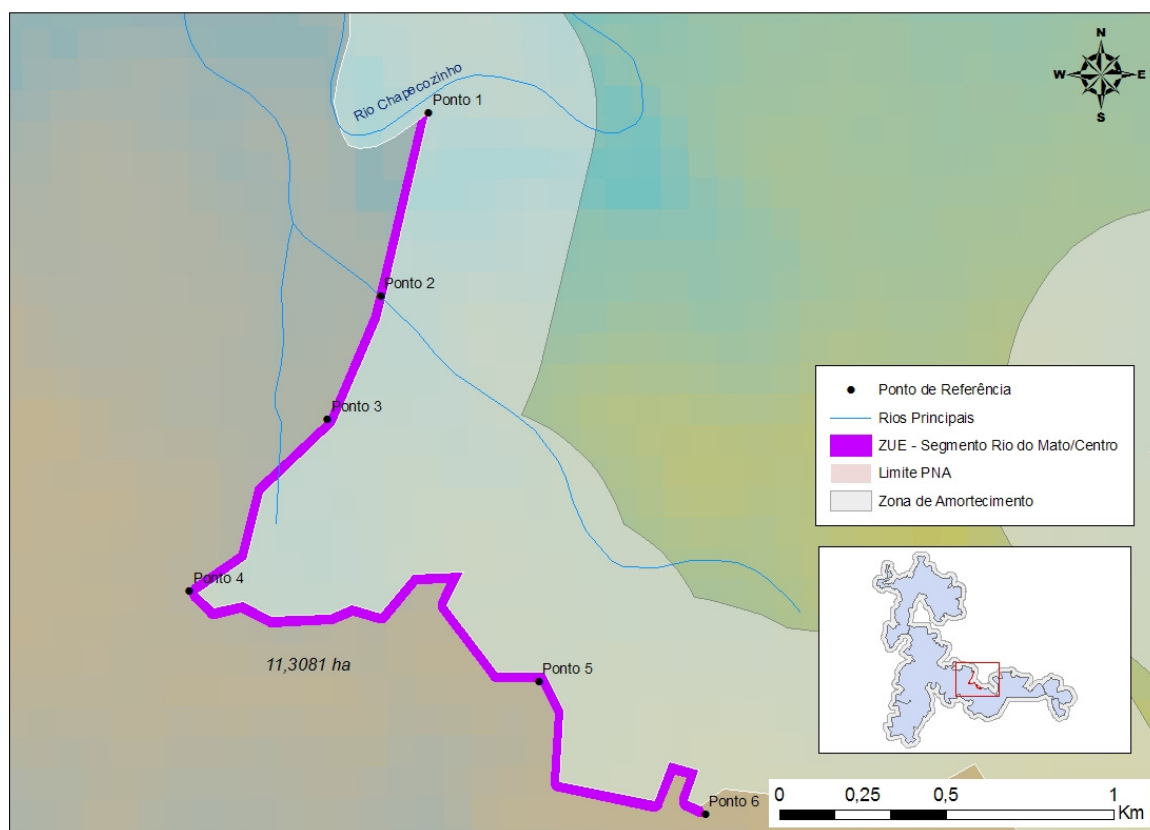 N
W
E
S
Rio Chapecozinho
Ponto 1
Ponto 2
Ponto 3
Ponto 4
11,3081 ha
Ponto 5
Ponto 6
Ponto de Referência
Rios Principais
ZUE - Segmento Rio do Mato/Centro
Limite PNA
Zona de Amortecimento
0 0,25 0,5 1
Km